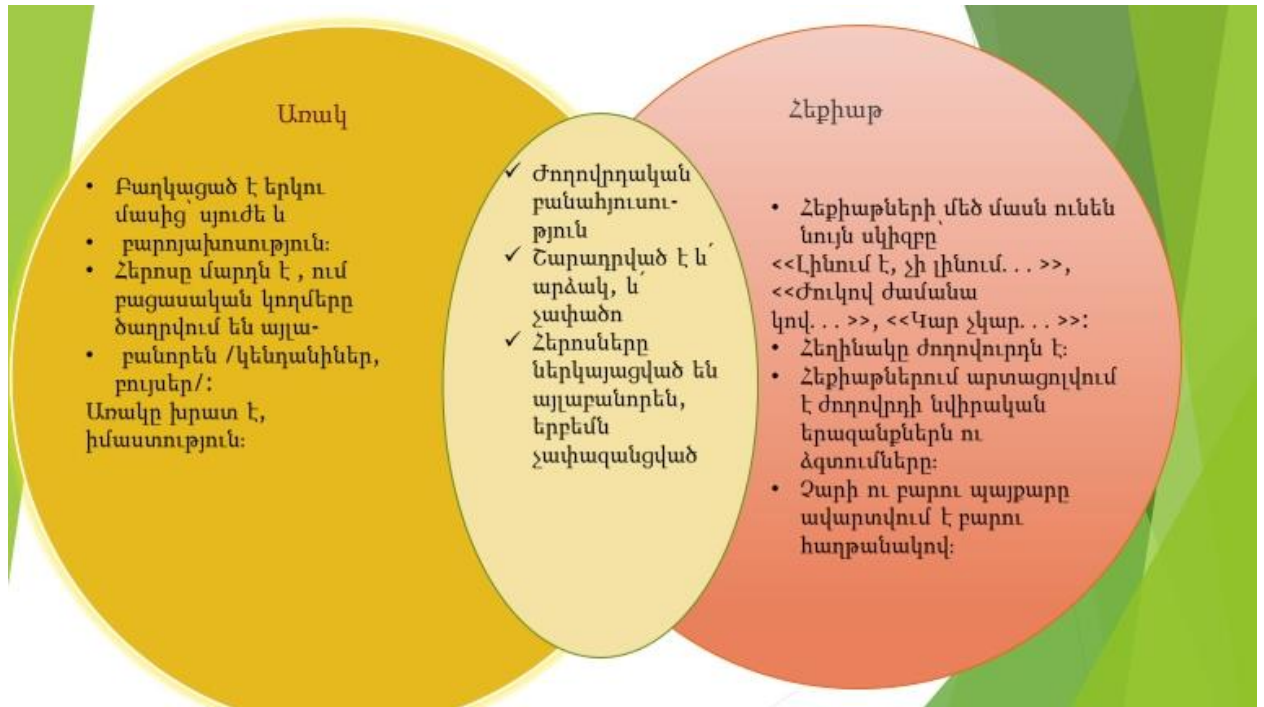 Առակ
• Բաղկացած է երկու
մասից՝ սյուժե և
• բարոյախոսություն։
• Հերոսը մարդն է , ում
բացասական կողմերը
ծաղրվում են այլա-
• բանորեն /կենդանիներ,
բույսեր/:
Առակը խրատ է,
իմաստություն։
✓ Ժողովրդական
բանահյուսու-
թյուն
✓ Շարադրված է և՛
արձակ, և՛
չափածո
✓ Հերոսները
ներկայացված են
այլաբանորեն,
երբեմն
չափազանցված
Հեքիաթ
• Հեքիաթների մեծ մասն ունեն
նույն սկիզբը՝
<<Լինում է, չի լինում. . . >>,
<<Ժուկով ժամանա
կով. . . >>, <<Կար չկար. . . >>:
• Հեղինակը ժողովուրդն է։
• Հեքիաթներում արտացոլվում
է ժողովրդի նվիրական
երազանքներն ու
ձգտումները։
• Չարի ու բարու պայքարը
ավարտվում է բարու
հաղթանակով։